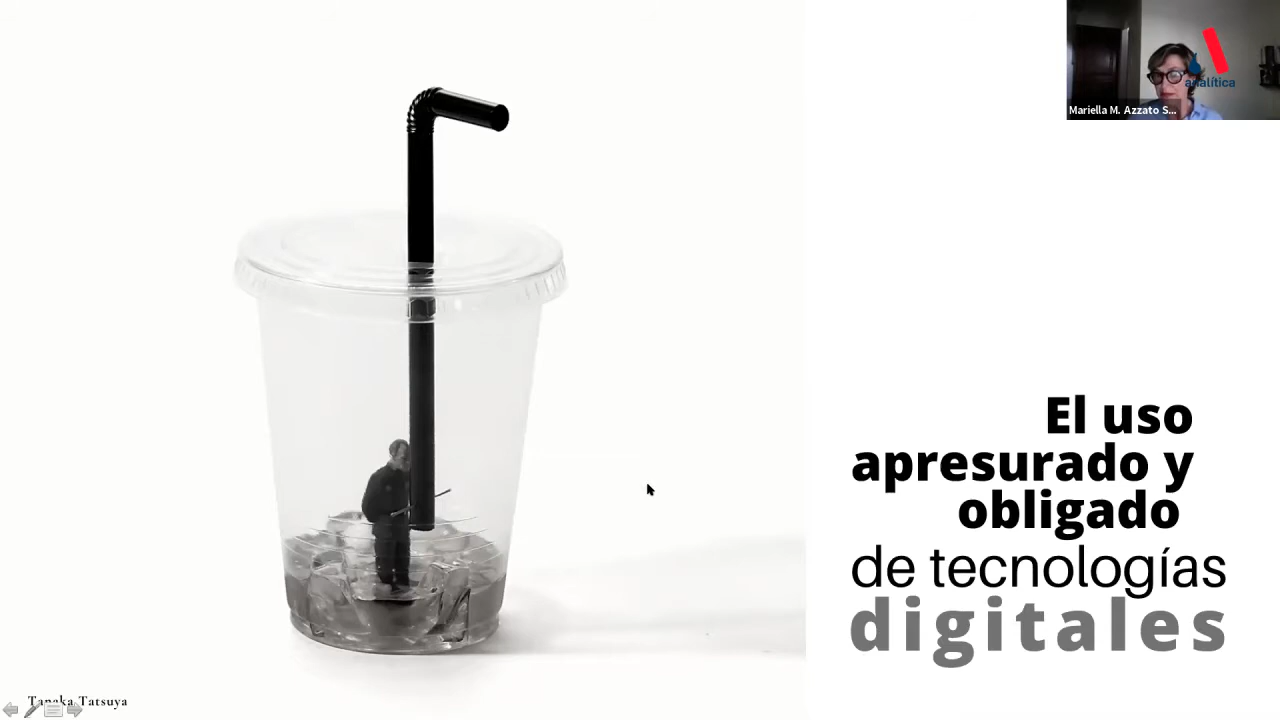 analítica
Mariella M. Azzato S...
El uso
apresurado y
obligado
de tecnologías
digitales
Tanaka Tatsuya